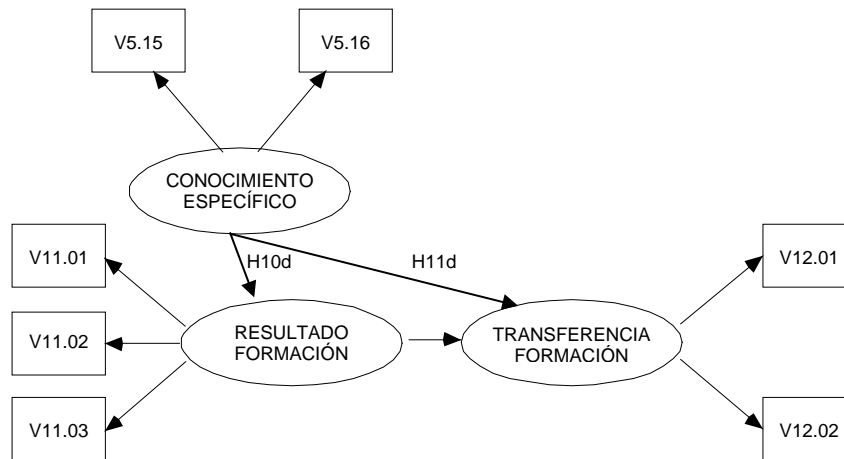 V5.15
V5.16
CONOCIMIENTO
ESPECÍFICO
V11.01
H10d
H11d
V12.01
V11.02
RESULTADO
FORMACIÓN
TRANSFERENCIA
FORMACIÓN
V11.03
V12.02